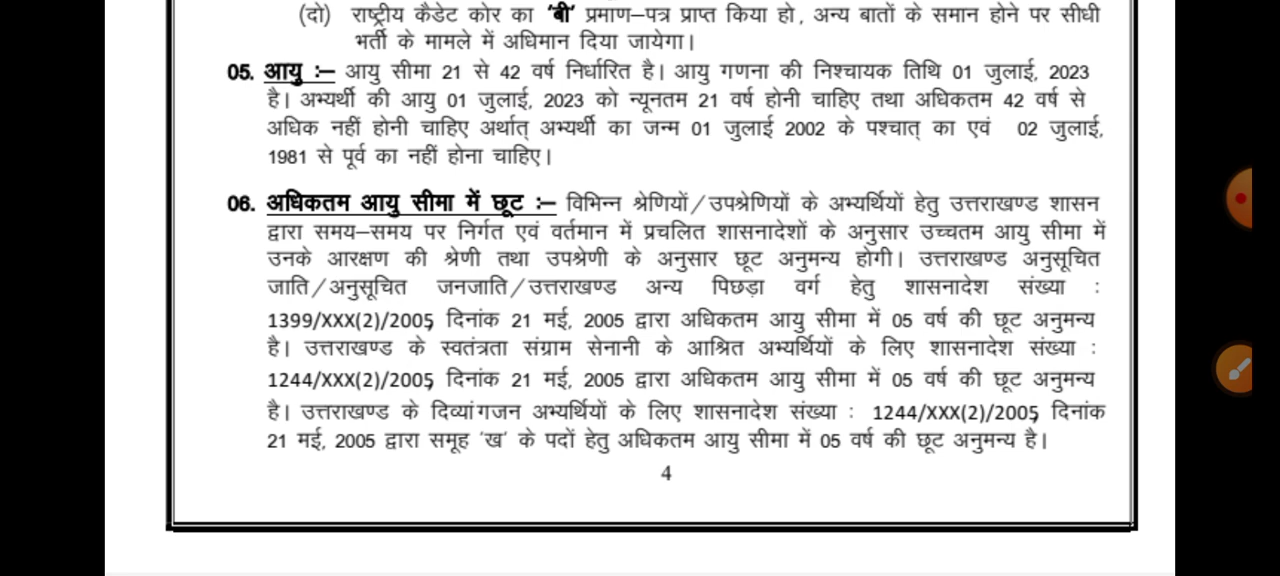 (दो) राष्ट्रीय कैडेट कोर का ‘बी’ प्रमाण–पत्र प्राप्त किया हो, अन्य बातों के समान होने पर सीधी
भर्ती के मामले में अधिमान दिया जायेगा।
05. आयु :– आयु सीमा 21 से 42 वर्ष निर्धारित है। आयु गणना की निश्चायक तिथि 01 जुलाई, 2023
है। अभ्यर्थी की आयु 01 जुलाई, 2023 को न्यूनतम 21 वर्ष होनी चाहिए तथा अधिकतम 42 वर्ष से
अधिक नहीं होनी चाहिए अर्थात् अभ्यर्थी का जन्म 01 जुलाई 2002 के पश्चात् का एवं 02 जुलाई,
1981 से पूर्व का नहीं होना चाहिए।
06. अधिकतम आयु सीमा में छूट :– विभिन्न श्रेणियों/उपश्रेणियों के अभ्यर्थियों हेतु उत्तराखण्ड शासन
द्वारा समय–समय पर निर्गत एवं वर्तमान में प्रचलित शासनादेशों के अनुसार उच्चतम आयु सीमा में
उनके आरक्षण की श्रेणी तथा उपश्रेणी के अनुसार छूट अनुमन्य होगी। उत्तराखण्ड अनुसूचित
जाति/अनुसूचित जनजाति/उत्तराखण्ड अन्य पिछड़ा वर्ग हेतु शासनादेश संख्या :
1399/XXX(2)/2005, दिनांक 21 मई, 2005 द्वारा अधिकतम आयु सीमा में 05 वर्ष की छूट अनुमन्य
है। उत्तराखण्ड के स्वतंत्रता संग्राम सेनानी के आश्रित अभ्यर्थियों के लिए शासनादेश संख्या :
1244/XXX(2)/2005, दिनांक 21 मई, 2005 द्वारा अधिकतम आयु सीमा में 05 वर्ष की छूट अनुमन्य
है। उत्तराखण्ड के दिव्यांगजन अभ्यर्थियों के लिए शासनादेश संख्या : 1244/XXX(2)/2005, दिनांक
21 मई, 2005 द्वारा समूह ‘ख’ के पदों हेतु अधिकतम आयु सीमा में 05 वर्ष की छूट अनुमन्य है।
4